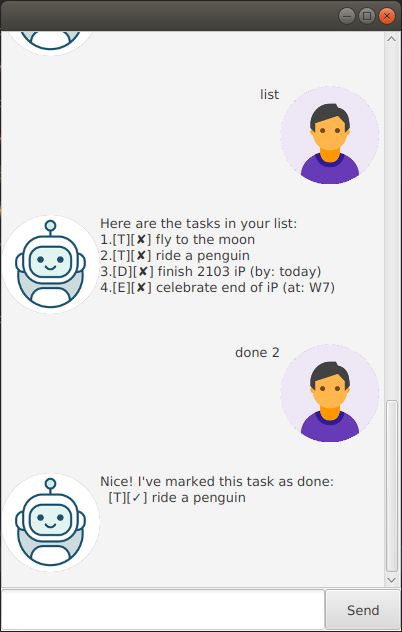 list
Here are the tasks in your list:
1.[T][✘] fly to the moon
2.[T][✘] ride a penguin
3.[D][✘] finish 2103 iP (by: today)
4.[E][✘] celebrate end of iP (at: W7)
done 2
Nice! I've marked this task as done:
[T][✓] ride a penguin
Send